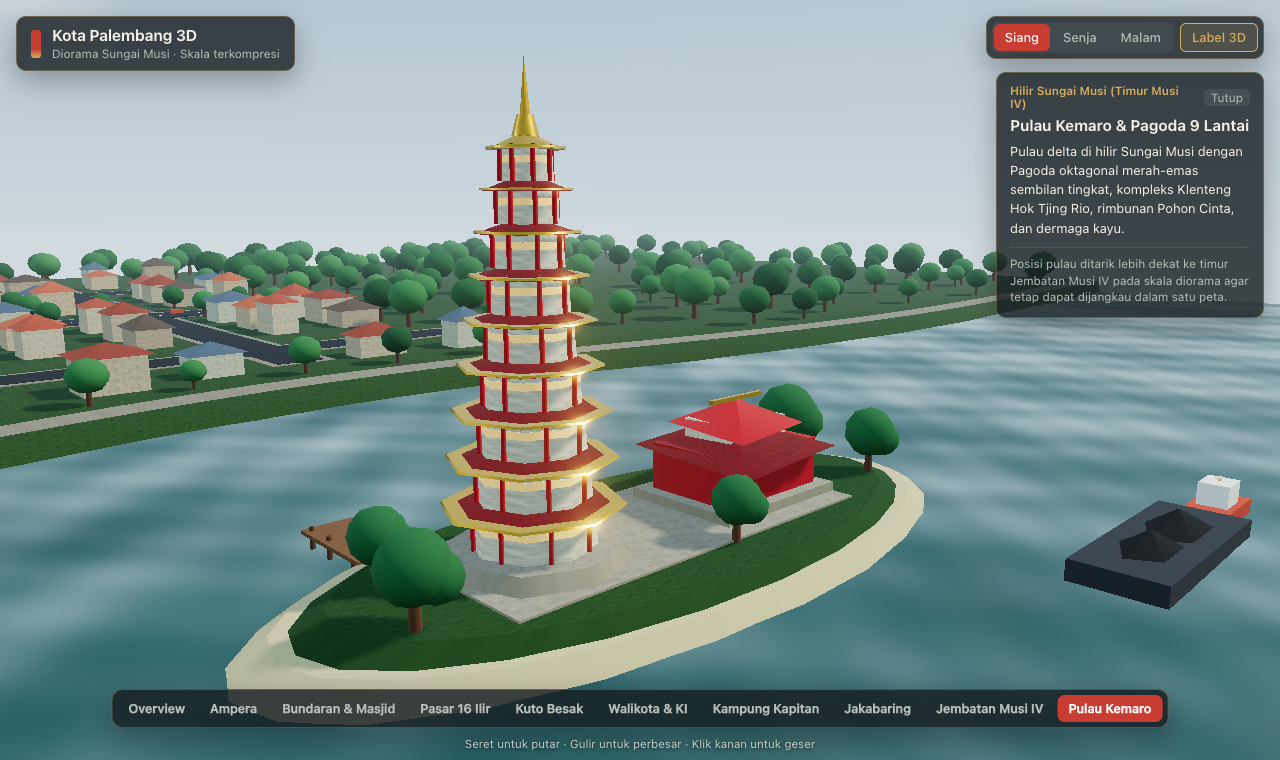 Kota Palembang 3D
Diorama Sungai Musi · Skala terkompresi
Siang Senja Malam Label 3D
Hilir Sungai Musi (Timur Musi
IV)
Tutup
Pulau Kemaro & Pagoda 9 Lantai
Pulau delta di hilir Sungai Musi dengan
Pagoda oktagonal merah-emas
sembilan tingkat, kompleks Klenteng
Hok Tjing Rio, rimbunan Pohon Cinta,
dan dermaga kayu.
Posisi pulau ditarik lebih dekat ke timur
Jembatan Musi IV pada skala diorama agar
tetap dapat dijangkau dalam satu peta.
Overview Ampera Bundaran & Masjid Pasar 16 Ilir Kuto Besak Walikota & KI Kampung Kapitan Jakabaring Jembatan Musi IV Pulau Kemaro
Seret untuk putar · Gulir untuk perbesar · Klik kanan untuk geser